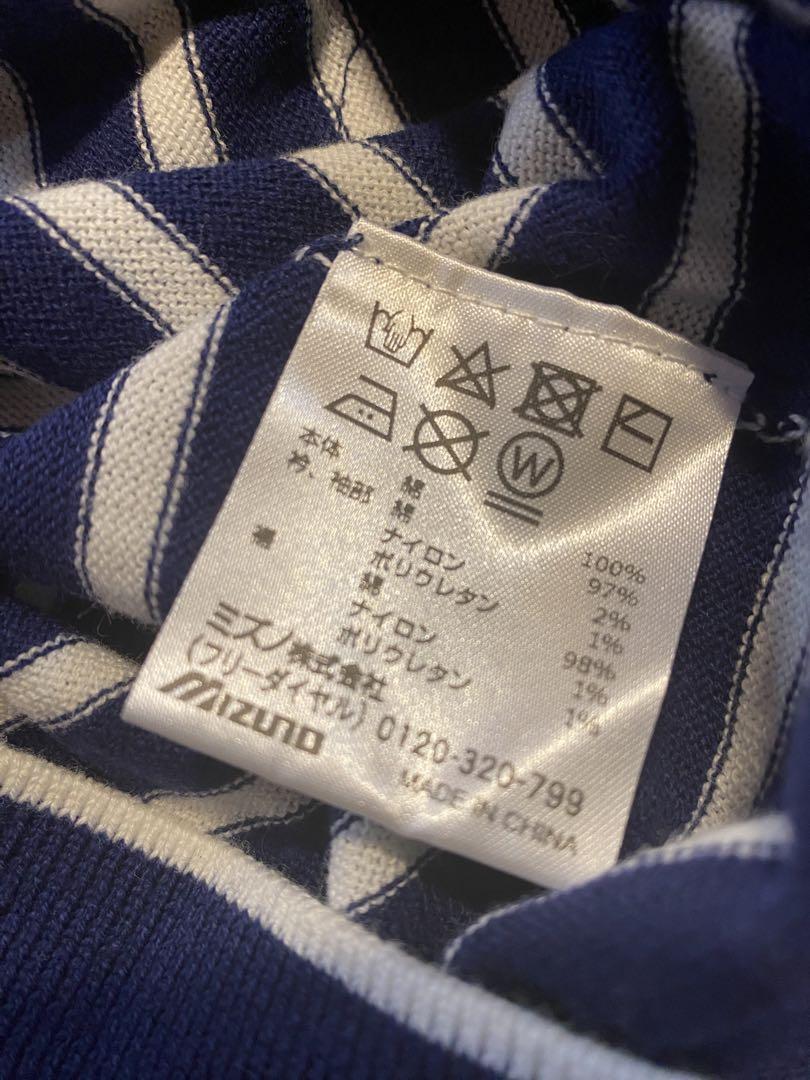 W
本体 綿 100%
衿、袖部 綿 97%
ナイロン 2%
ポリウレタン 1%
裾 綿 98%
ナイロン 1%
ポリウレタン 1%
ミズノ株式会社
(フリーダイヤル) 0120-320-799
MIZUNO MADE IN CHINA